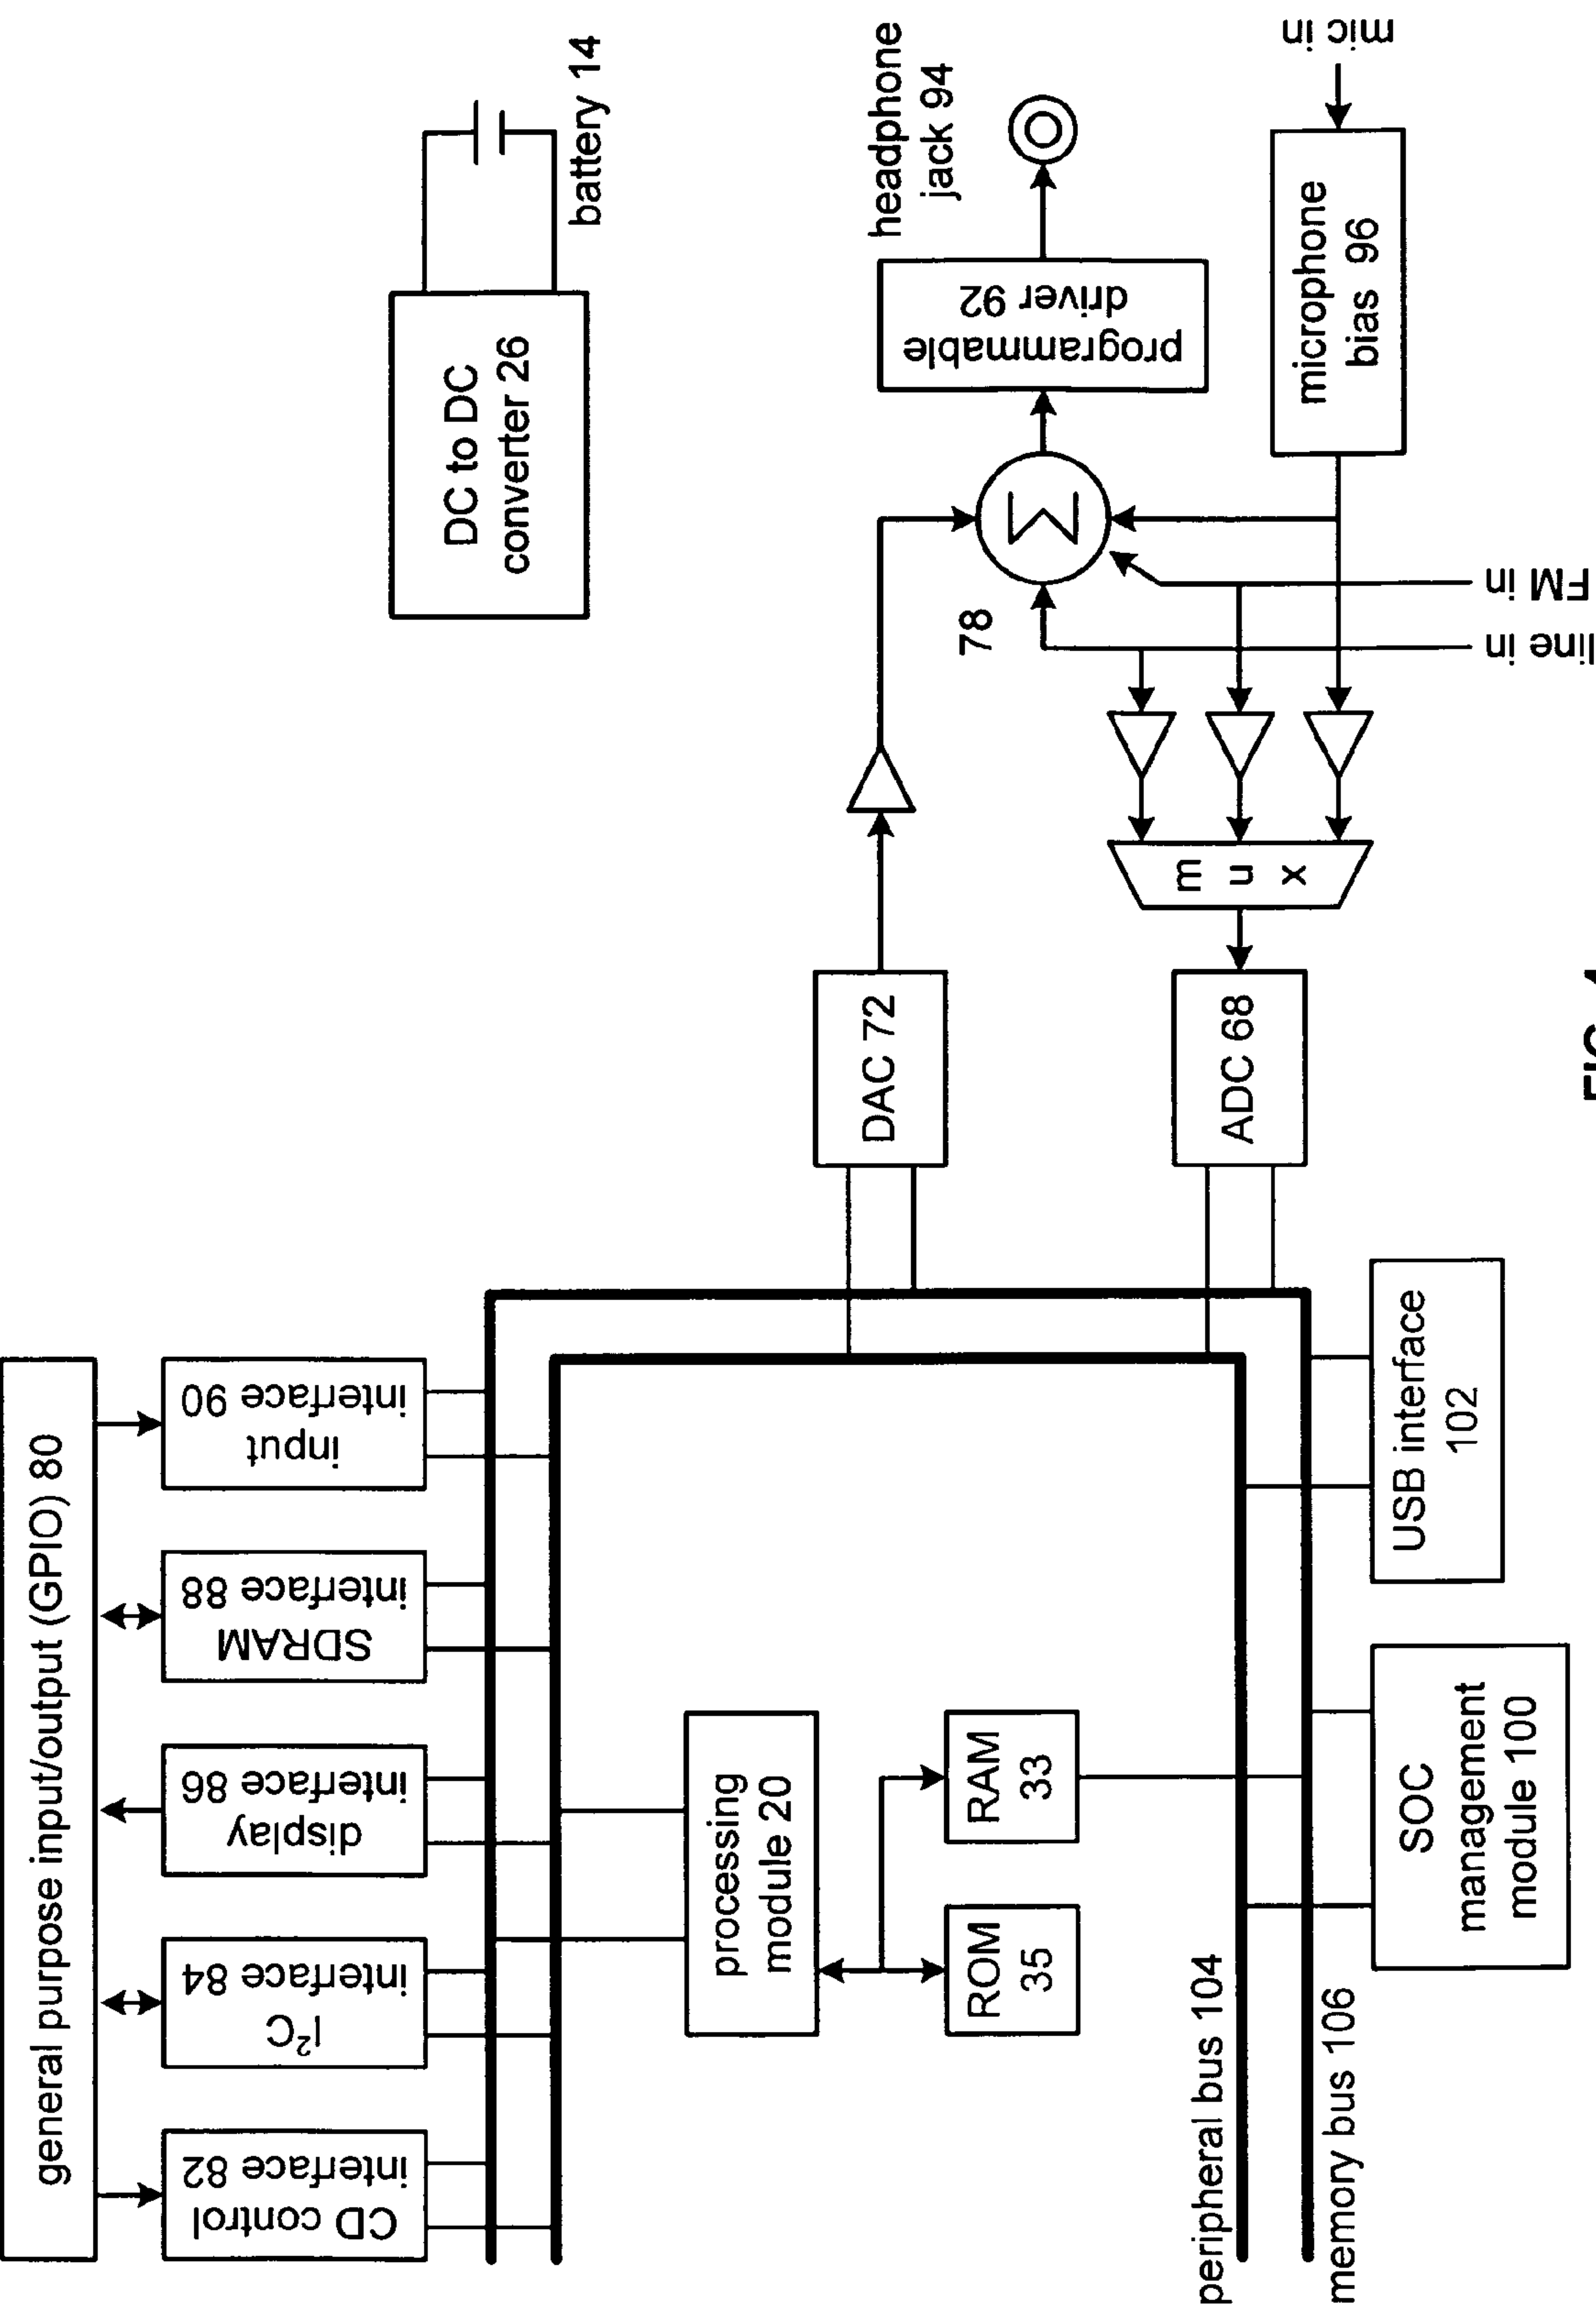 general purpose input/output (GPIO) 80
CD control
interface 82
I²C
interface 84
display
interface 86
SDRAM
interface 88
input
interface 90
DC to DC
converter 26
battery 14
processing
module 20
ROM
35
RAM
33
DAC 72
78
programmable
driver 92
headphone
jack 94
ADC 68
m
u
x
microphone
bias 96
mic in
line in
FM in
peripheral bus 104
memory bus 106
SOC
management
module 100
USB interface
102